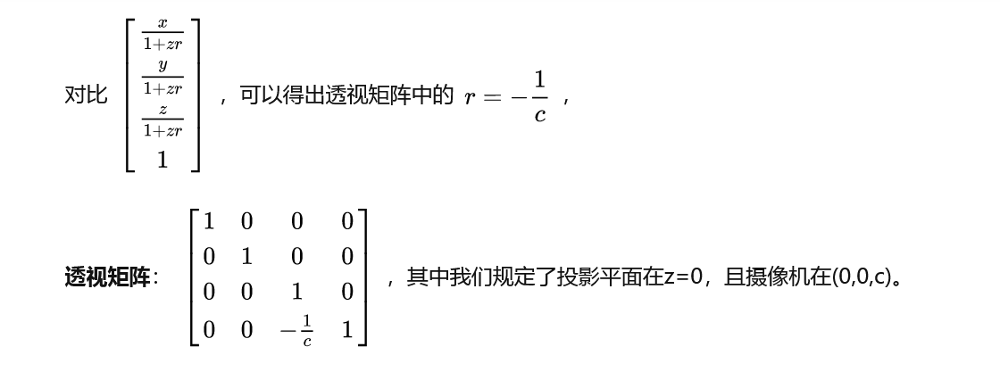 对比 $\begin{bmatrix} \frac{x}{1+zr} \\ \frac{y}{1+zr} \\ \frac{z}{1+zr} \\ 1 \end{bmatrix}$ ，可以得出透视矩阵中的 $r = -\frac{1}{c}$ ，
透视矩阵： $\begin{bmatrix} 1 & 0 & 0 & 0 \\ 0 & 1 & 0 & 0 \\ 0 & 0 & 1 & 0 \\ 0 & 0 & -\frac{1}{c} & 1 \end{bmatrix}$ ，其中我们规定了投影平面在z=0，且摄像机在(0,0,c)。